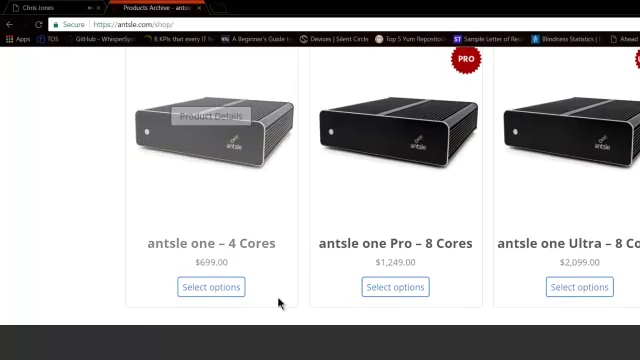 Chris Jones
Products Archive - antsle
Secure | https://antsle.com/shop/
Apps TOS GitHub - WhisperSys 8 KPIs that every IT A Beginner's Guide to Devices | Silent Circle Top 5 Yum Repositori ST Sample Letter of Res Blindness Statistics | Ahead
PRO
Product Details
antsle
antsle
antsle
antsle one – 4 Cores
antsle one Pro – 8 Cores
antsle one Ultra – 8 Co
$699.00
$1,249.00
$2,099.00
Select options
Select options
Select options